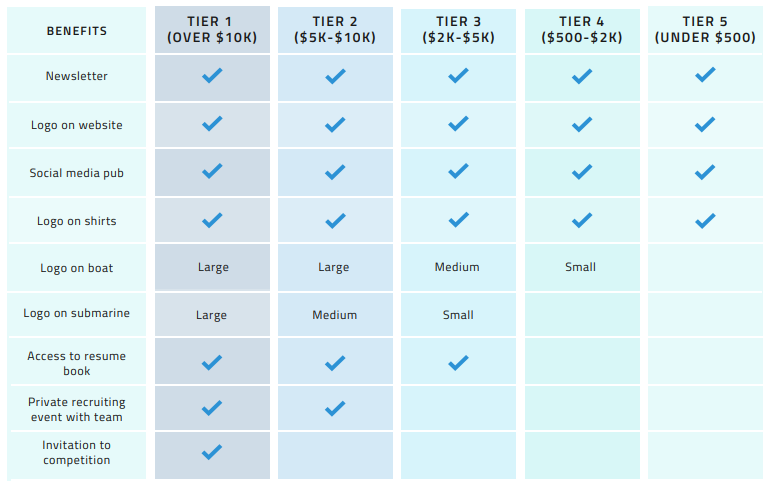 BENEFITS
TIER 1
(OVER $10K)
TIER 2
($5K-$10K)
TIER 3
($2K-$5K)
TIER 4
($500-$2K)
TIER 5
(UNDER $500)
Newsletter
Logo on website
Social media pub
Logo on shirts
Logo on boat
Large
Large
Medium
Small
Logo on submarine
Large
Medium
Small
Access to resume
book
Private recruiting
event with team
Invitation to
competition